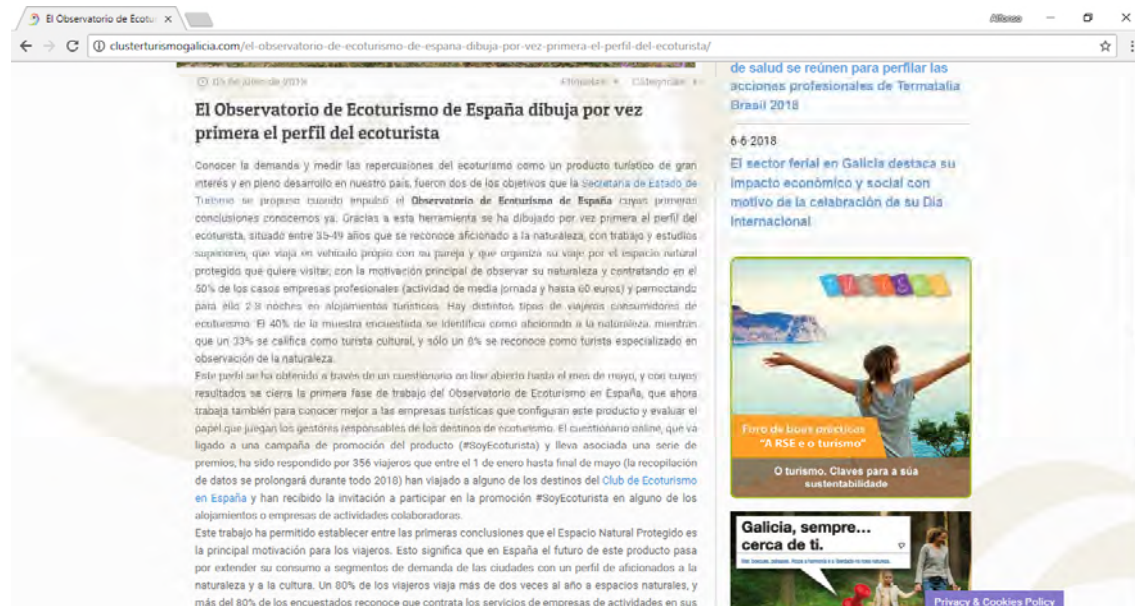 El Observatorio de Ecotu
Alfonso
clusterturismogalicia.com/el-observatorio-de-ecoturismo-de-espana-dibuja-por-vez-primera-el-perfil-del-ecoturista/
Etiquetas
El Observatorio de Ecoturismo de España dibuja por vez
primera el perfil del ecoturista
Conocer la demanda y medir las repercusiones del ecoturismo como un producto turístico de gran
interés y en pleno desarrollo en nuestro país, fueron dos de los objetivos que la Secretaría de Estado de
Turismo se propuso cuando impulsó el Observatorio de Ecoturismo de España cuyas primeras
conclusiones conocemos ya. Gracias a esta herramienta se ha dibujado por vez primera el perfil del
ecoturista, situado entre 35-49 años que se reconoce aficionado a la naturaleza, con trabajo y estudios
superiores, que viaja en vehículo propio con su pareja y que organiza su viaje por el espacio natural
protegido que quiere visitar, con la motivación principal de observar su naturaleza y contratando en el
50% de los casos empresas profesionales (actividad de media jornada y hasta 60 euros) y pernoctando
para ello 2-3 noches en alojamientos turísticos. Hay distintos tipos de viajeros consumidores de
ecoturismo. El 40% de la muestra encuestada se identifica como aficionado a la naturaleza, mientras
que un 33% se califica como turista cultural, y sólo un 8% se reconoce como turista especializado en
observación de la naturaleza.
Este perfil se ha obtenido a través de un cuestionario on line abierto hasta el mes de mayo, y con cuyos
resultados se cierra la primera fase de trabajo del Observatorio de Ecoturismo en España, que ahora
trabaja también para conocer mejor a las empresas turísticas que configuran este producto y evaluar el
papel que juegan los gestores responsables de los destinos de ecoturismo. El cuestionario online, que va
ligado a una campaña de promoción del producto (#SoyEcoturista) y lleva asociada una serie de
premios, ha sido respondido por 356 viajeros que entre el 1 de enero hasta final de mayo (la recopilación
de datos se prolongará durante todo 2018) han viajado a alguno de los destinos del Club de Ecoturismo
en España y han recibido la invitación a participar en la promoción #SoyEcoturista en alguno de los
alojamientos o empresas de actividades colaboradoras.
Este trabajo ha permitido establecer entre las primeras conclusiones que el Espacio Natural Protegido es
la principal motivación para los viajeros. Esto significa que en España el futuro de este producto pasa
por extender su consumo a segmentos de demanda de las ciudades con un perfil de aficionados a la
naturaleza y a la cultura. Un 80% de los viajeros viaja más de dos veces al año a espacios naturales, y
más del 80% de los encuestados reconoce que contrata los servicios de empresas de actividades en sus
de salud se reúnen para perfilar las
acciones profesionales de Termatalia
Brasil 2018
6-6-2018
El sector ferial en Galicia destaca su
impacto económico y social con
motivo de la celebración de su Día
Internacional
Foro de boas prácticas
"A RSE e o turismo"
O turismo. Claves para a súa
sustentabilidade
Galicia, sempre...
cerca de ti.
Privacy & Cookies Policy